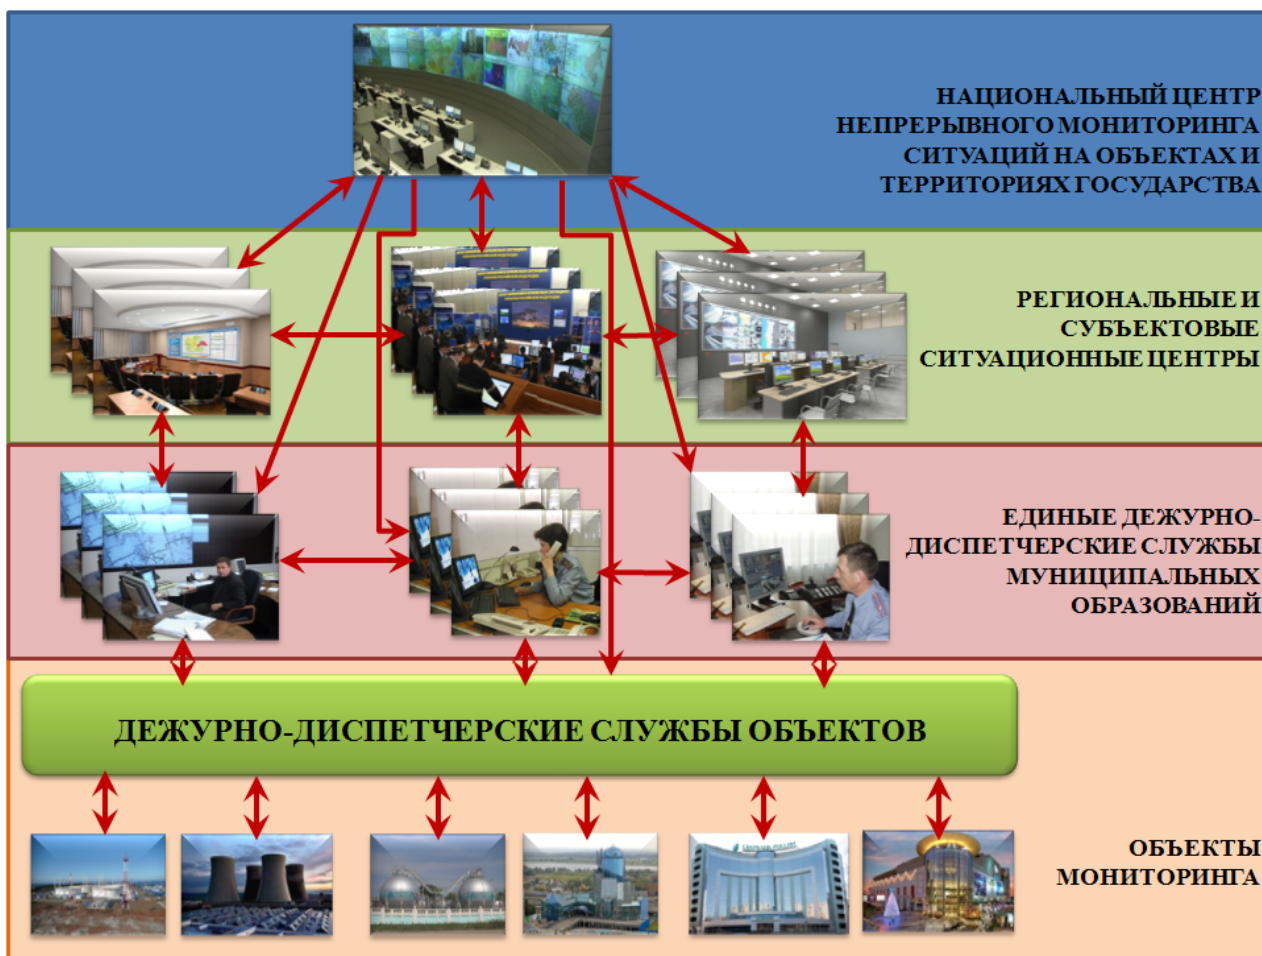 НАЦИОНАЛЬНЫЙ ЦЕНТР
НЕПРЕРЫВНОГО МОНИТОРИНГА
СИТУАЦИЙ НА ОБЪЕКТАХ И
ТЕРРИТОРИЯХ ГОСУДАРСТВА
РЕГИОНАЛЬНЫЕ И
СУБЪЕКТОВЫЕ
СИТУАЦИОННЫЕ ЦЕНТРЫ
ЕДИНЫЕ ДЕЖУРНО-
ДИСПЕТЧЕРСКИЕ СЛУЖБЫ
МУНИЦИПАЛЬНЫХ
ОБРАЗОВАНИЙ
ДЕЖУРНО-ДИСПЕТЧЕРСКИЕ СЛУЖБЫ ОБЪЕКТОВ
ОБЪЕКТЫ
МОНИТОРИНГА